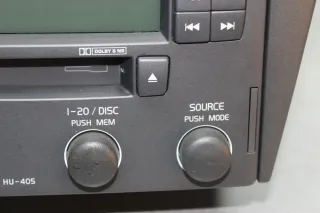 DOLBY B NR
1-20 / DISC
PUSH MEM
SOURCE
PUSH MODE
HU-405